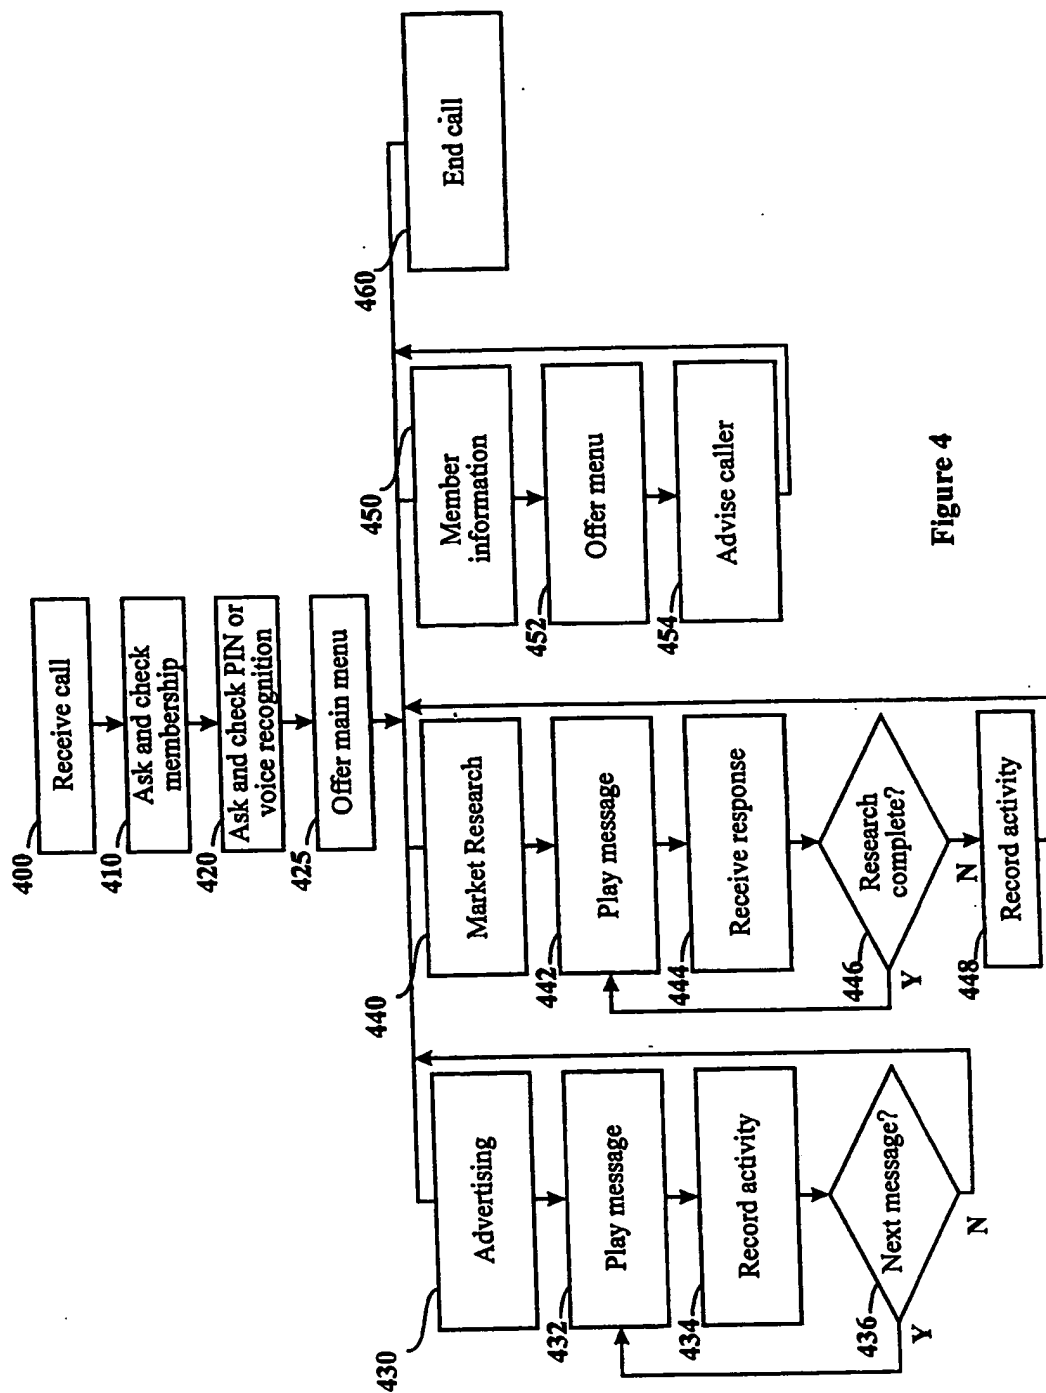 400
Receive call
410
Ask and check
membership
420
Ask and check PIN or
voice recognition
425
Offer main menu
430
Advertising
432
Play message
434
Record activity
436
Next message?
Y
N
440
Market Research
442
Play message
444
Receive response
446
Research
complete?
Y
N
448
Record activity
450
Member
information
452
Offer menu
454
Advise caller
460
End call
Figure 4